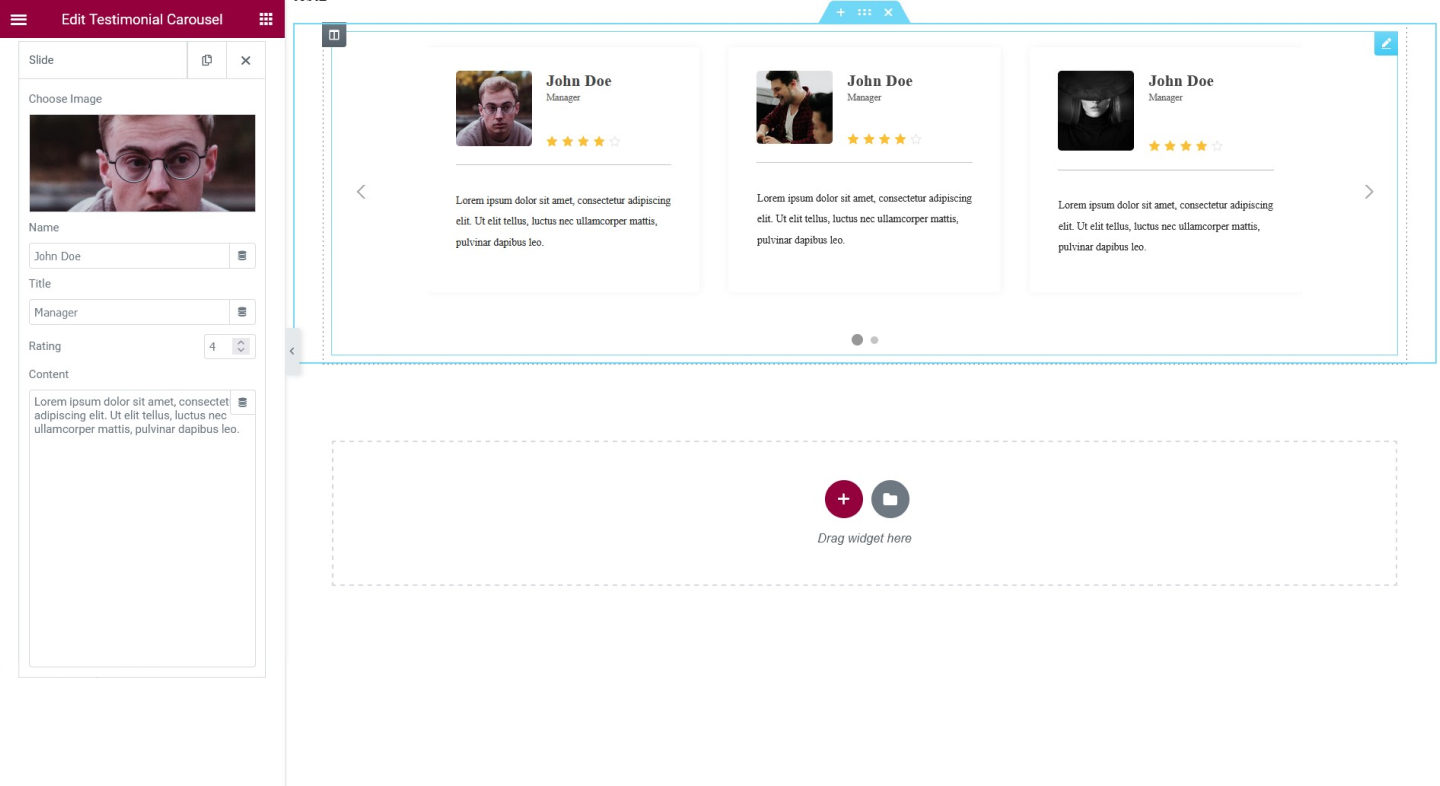 Edit Testimonial Carousel
Slide
Choose Image
Name
John Doe
Title
Manager
Rating
4
Content
Lorem ipsum dolor sit amet, consectet
adipiscing elit. Ut elit tellus, luctus nec
ullamcorper mattis, pulvinar dapibus leo.
John Doe
Manager
Lorem ipsum dolor sit amet, consectetur adipiscing
elit. Ut elit tellus, luctus nec ullamcorper mattis,
pulvinar dapibus leo.
John Doe
Manager
Lorem ipsum dolor sit amet, consectetur adipiscing
elit. Ut elit tellus, luctus nec ullamcorper mattis,
pulvinar dapibus leo.
John Doe
Manager
Lorem ipsum dolor sit amet, consectetur adipiscing
elit. Ut elit tellus, luctus nec ullamcorper mattis,
pulvinar dapibus leo.
Drag widget here